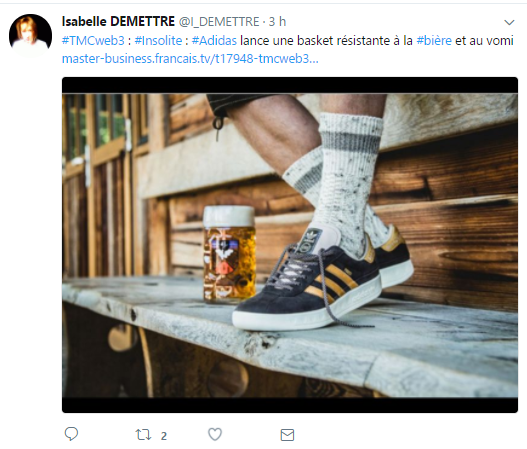 Isabelle DEMETTRE @I_DEMETTRE · 3 h
#TMCweb3 : #Insolite : #Adidas lance une basket résistante à la #bière et au vomi
master-business.francais.tv/t17948-tmcweb3...
2